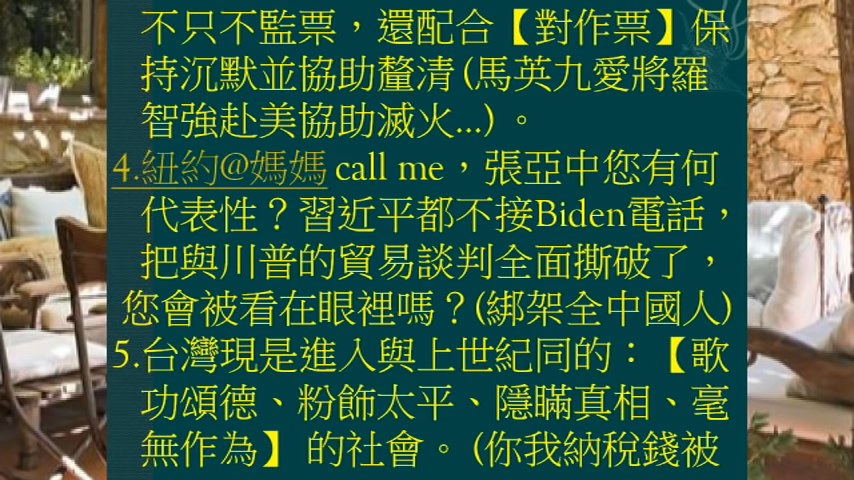 不只不監票，還配合【對作票】保
持沉默並協助釐清(馬英九愛將羅
智強赴美協助滅火...)。
4.紐約@媽媽 call me，張亞中您有何
代表性？習近平都不接Biden電話，
把與川普的貿易談判全面撕破了，
您會被看在眼裡嗎？(綁架全中國人)
5.台灣現是進入與上世紀同的：【歌
功頌德、粉飾太平、隱瞞真相、毫
無作為】 的社會。(你我納稅錢被